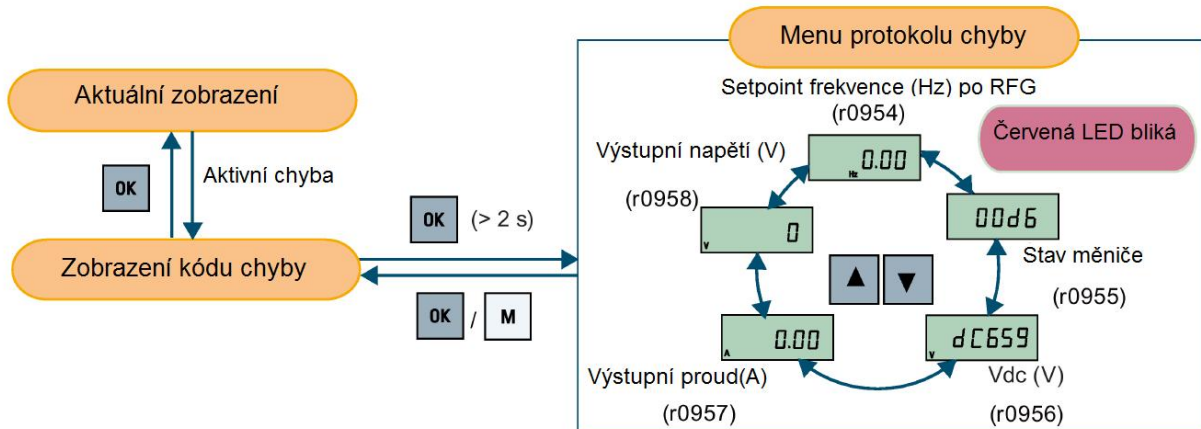 Menu protokolu chyby
Aktuální zobrazení
Setpoint frekvence (Hz) po RFG
(r0954)
Červená LED bliká
Výstupní napětí (V)
(r0958)
0.00
Hz
OK
Aktivní chyba
OK (> 2 s)
0
V
00d6
Stav měniče
(r0955)
Zobrazení kódu chyby
OK / M
0.00
A
dC659
V
Výstupní proud(A)
(r0957)
Vdc (V)
(r0956)